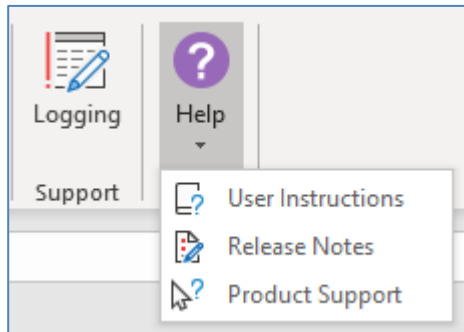 Logging
Help
Support
User Instructions
Release Notes
Product Support